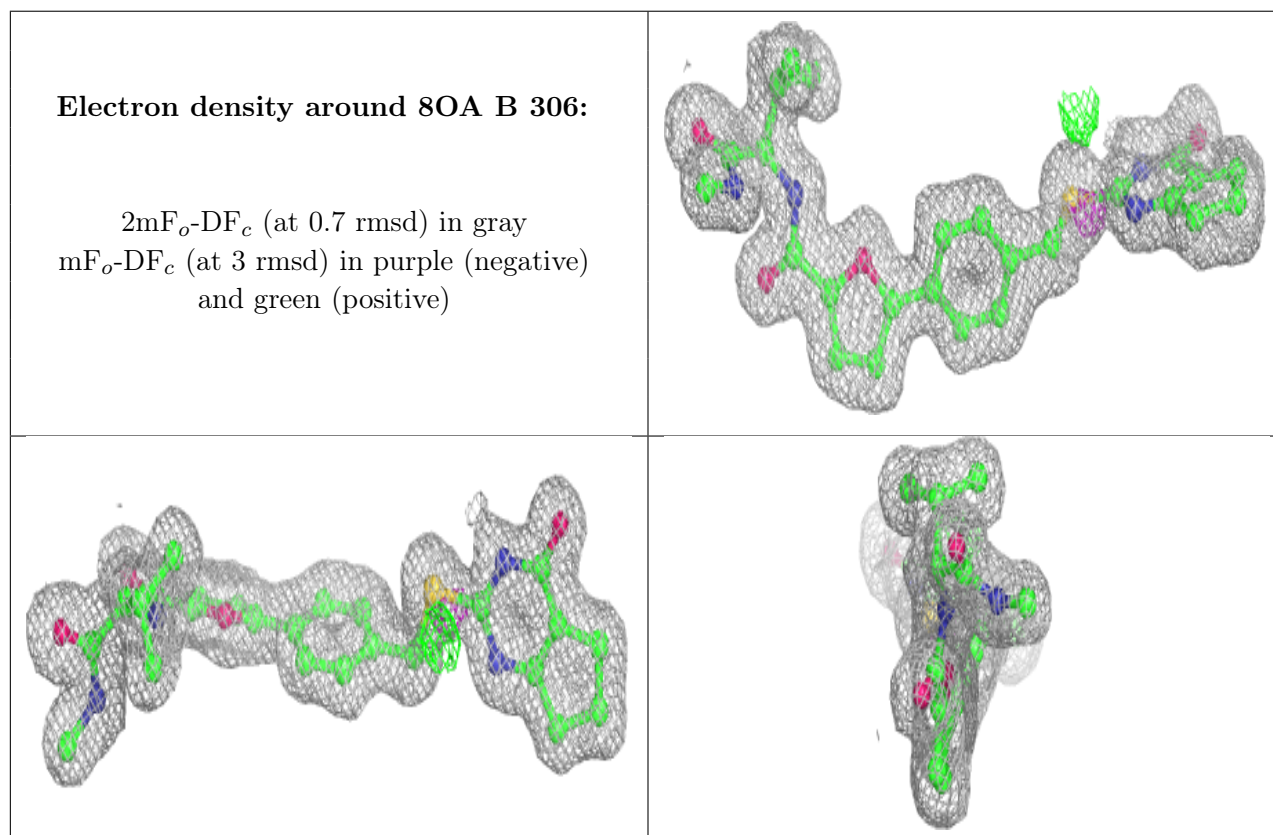 Electron density around 8OA B 306:
2mFo-DFc (at 0.7 rmsd) in gray
mFo-DFc (at 3 rmsd) in purple (negative)
and green (positive)